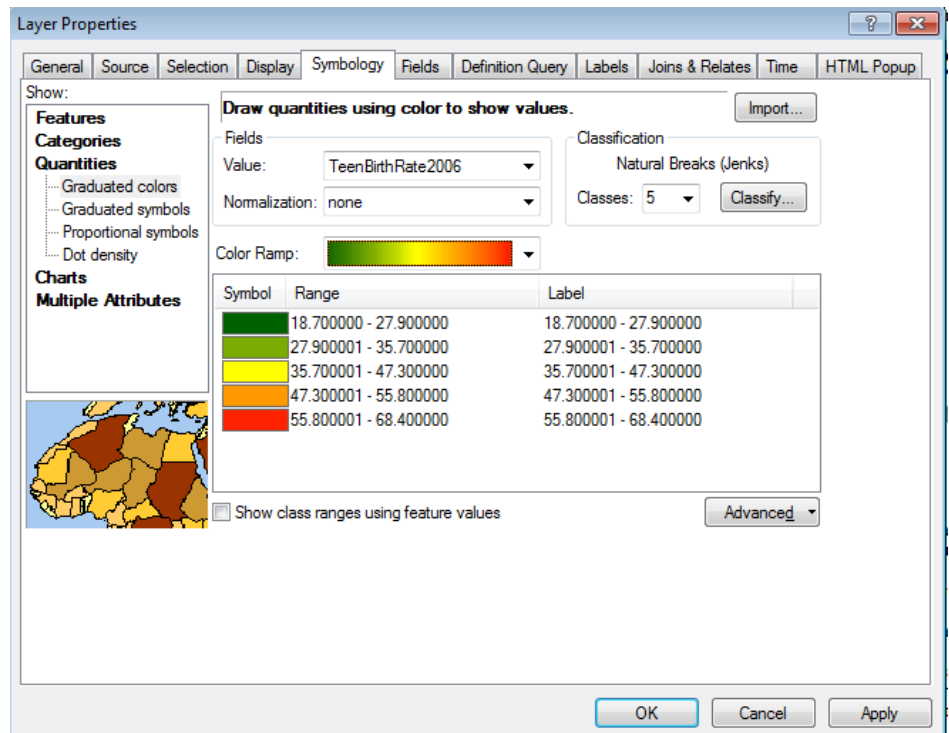 Layer Properties
General Source Selection Display Symbology Fields Definition Query Labels Joins & Relates Time HTML Popup
Show:
Features
Categories
Quantities
Graduated colors
Graduated symbols
Proportional symbols
Dot density
Charts
Multiple Attributes
Draw quantities using color to show values.
Import...
Fields
Value: TeenBirthRate2006
Normalization: none
Classification
Natural Breaks (Jenks)
Classes: 5 Classify...
Color Ramp:
Symbol Range Label
18.700000 - 27.900000 18.700000 - 27.900000
27.900001 - 35.700000 27.900001 - 35.700000
35.700001 - 47.300000 35.700001 - 47.300000
47.300001 - 55.800000 47.300001 - 55.800000
55.800001 - 68.400000 55.800001 - 68.400000
Show class ranges using feature values
Advanced
OK Cancel Apply